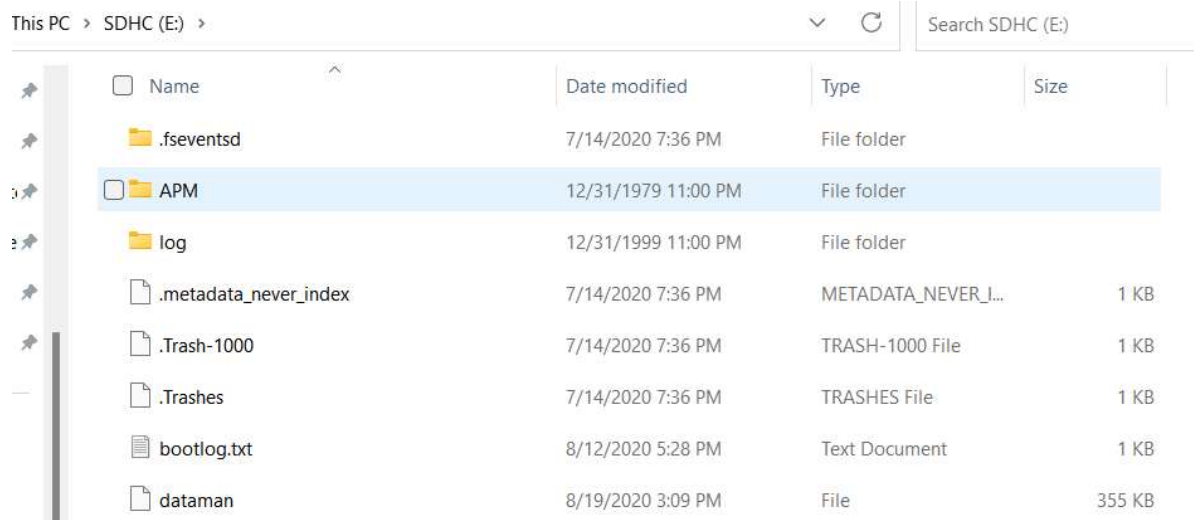 This PC > SDHC (E:) > Search SDHC (E:)
Name Date modified Type Size
.fseventsd 7/14/2020 7:36 PM File folder
APM 12/31/1979 11:00 PM File folder
log 12/31/1999 11:00 PM File folder
.metadata_never_index 7/14/2020 7:36 PM METADATA_NEVER_I... 1 KB
.Trash-1000 7/14/2020 7:36 PM TRASH-1000 File 1 KB
.Trashes 7/14/2020 7:36 PM TRASHES File 1 KB
bootlog.txt 8/12/2020 5:28 PM Text Document 1 KB
dataman 8/19/2020 3:09 PM File 355 KB